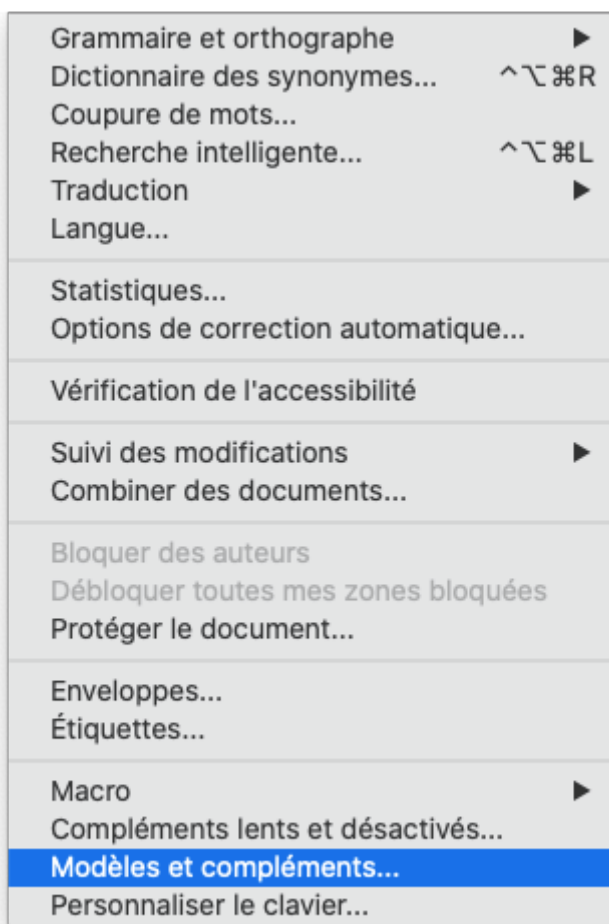 Grammaire et orthographe ▶
Dictionnaire des synonymes... ^⌥⌘R
Coupure de mots...
Recherche intelligente... ^⌥⌘L
Traduction ▶
Langue...
Statistiques...
Options de correction automatique...
Vérification de l'accessibilité
Suivi des modifications ▶
Combiner des documents...
Bloquer des auteurs
Débloquer toutes mes zones bloquées
Protéger le document...
Enveloppes...
Étiquettes...
Macro ▶
Compléments lents et désactivés...
Modèles et compléments...
Personnaliser le clavier...